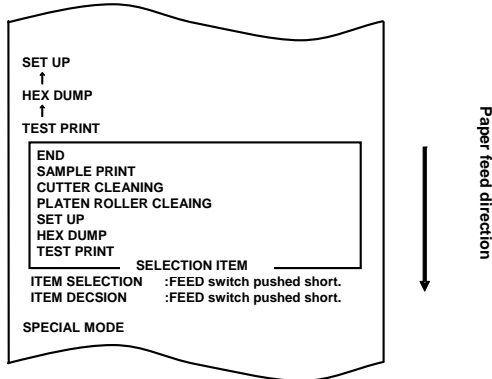 SET UP
↑
HEX DUMP
↑
TEST PRINT
END
SAMPLE PRINT
CUTTER CLEANING
PLATEN ROLLER CLEAING
SET UP
HEX DUMP
TEST PRINT
SELECTION ITEM
ITEM SELECTION :FEED switch pushed short.
ITEM DECSION :FEED switch pushed short.
SPECIAL MODE
Paper feed direction